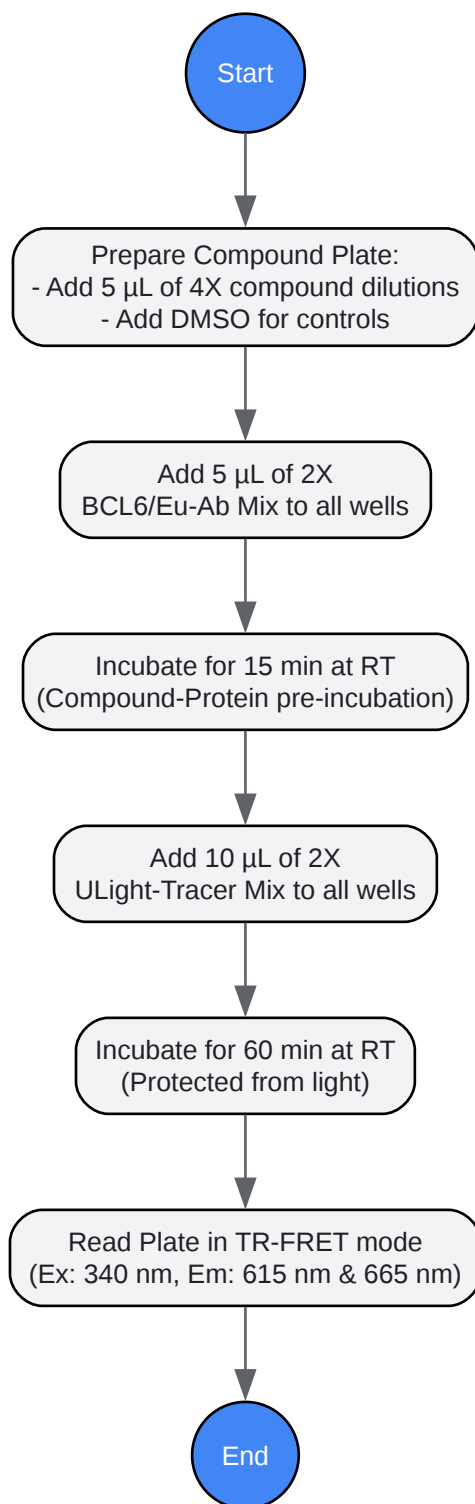 Start
Prepare Compound Plate:
- Add 5 µL of 4X compound dilutions
- Add DMSO for controls
Add 5 µL of 2X
BCL6/Eu-Ab Mix to all wells
Incubate for 15 min at RT
(Compound-Protein pre-incubation)
Add 10 µL of 2X
ULight-Tracer Mix to all wells
Incubate for 60 min at RT
(Protected from light)
Read Plate in TR-FRET mode
(Ex: 340 nm, Em: 615 nm & 665 nm)
End